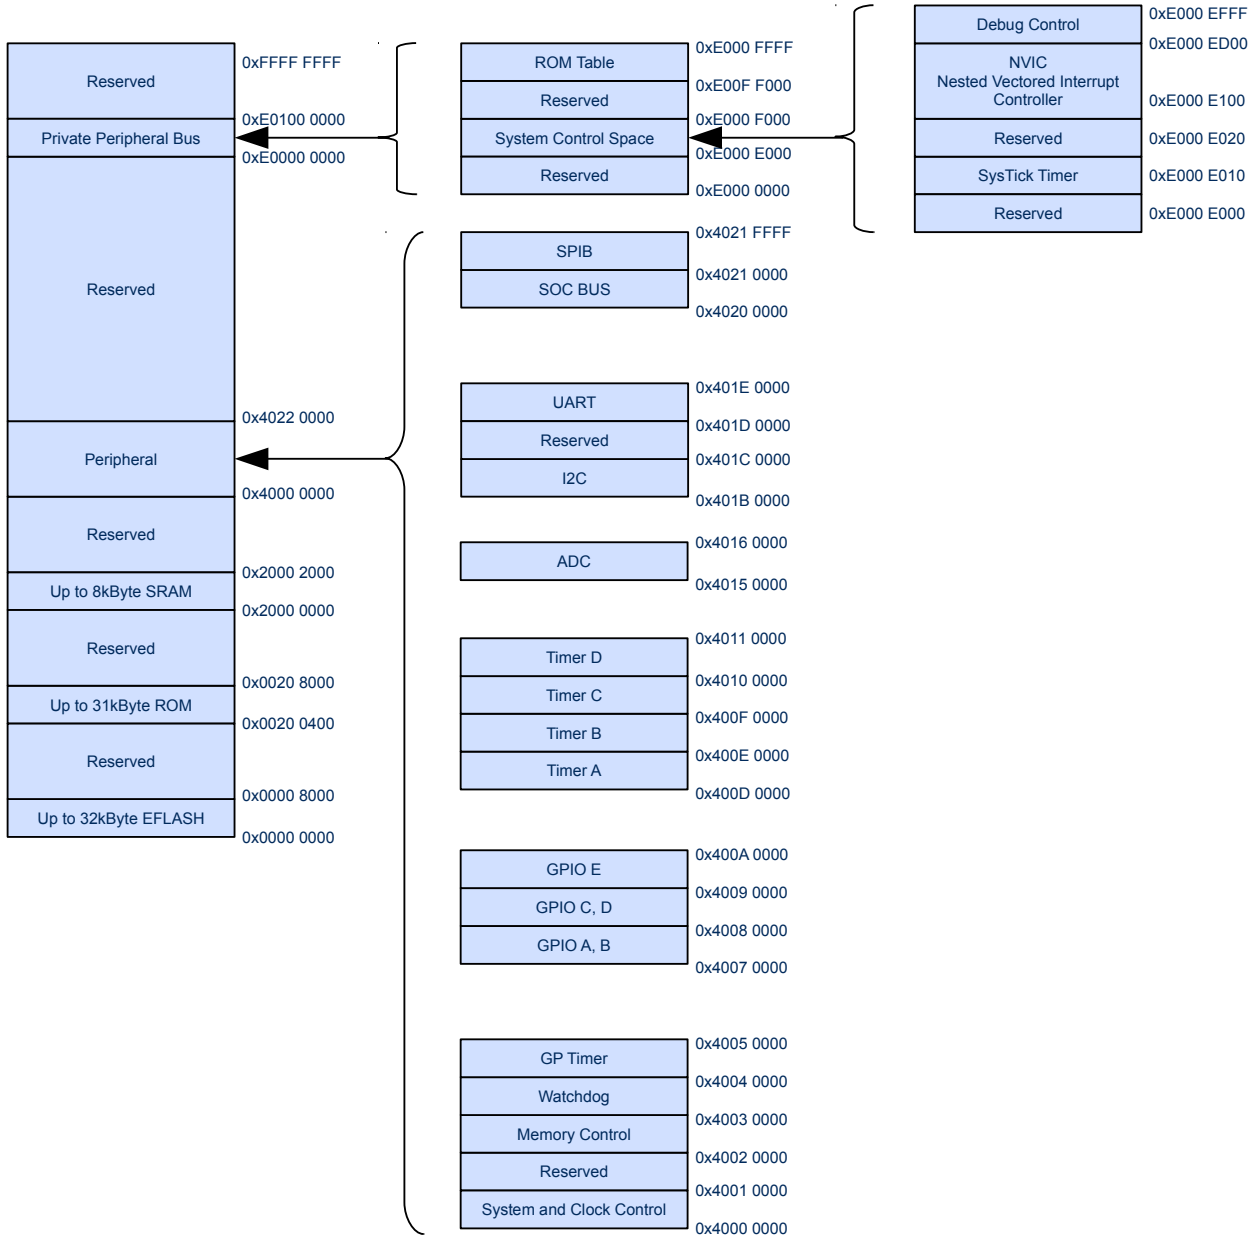 Reserved
0xFFFF FFFF
0xE0100 0000
Private Peripheral Bus
0xE0000 0000
Reserved
0x4022 0000
Peripheral
0x4000 0000
Reserved
0x2000 2000
Up to 8kByte SRAM
0x2000 0000
Reserved
0x0020 8000
Up to 31kByte ROM
0x0020 0400
Reserved
0x0000 8000
Up to 32kByte EFLASH
0x0000 0000
0xE000 FFFF
ROM Table
0xE00F F000
Reserved
0xE000 F000
System Control Space
0xE000 E000
Reserved
0xE000 0000
0x4021 FFFF
SPIB
0x4021 0000
SOC BUS
0x4020 0000
0x401E 0000
UART
0x401D 0000
Reserved
0x401C 0000
I2C
0x401B 0000
0x4016 0000
ADC
0x4015 0000
0x4011 0000
Timer D
0x4010 0000
Timer C
0x400F 0000
Timer B
0x400E 0000
Timer A
0x400D 0000
0x400A 0000
GPIO E
0x4009 0000
GPIO C, D
0x4008 0000
GPIO A, B
0x4007 0000
0x4005 0000
GP Timer
0x4004 0000
Watchdog
0x4003 0000
Memory Control
0x4002 0000
Reserved
0x4001 0000
System and Clock Control
0x4000 0000
0xE000 EFFF
Debug Control
0xE000 ED00
NVIC
Nested Vectored Interrupt
Controller
0xE000 E100
Reserved
0xE000 E020
SysTick Timer
0xE000 E010
Reserved
0xE000 E000